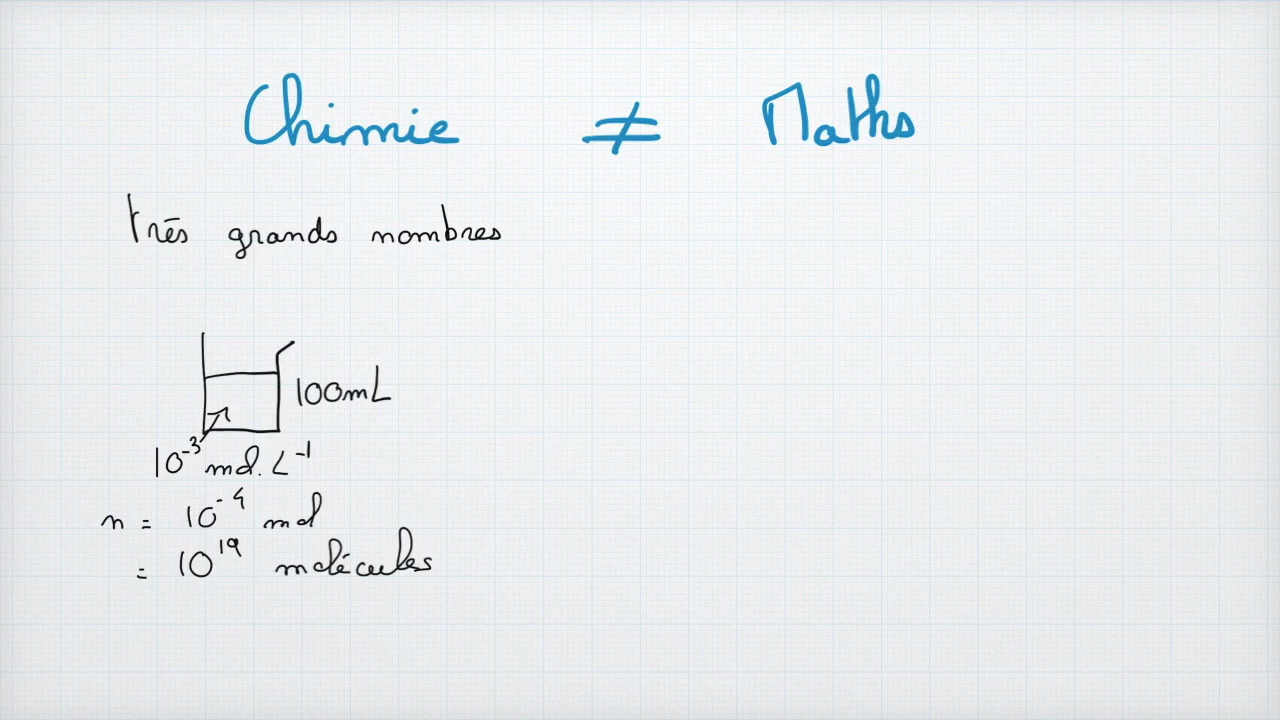 Chimie ≠ Maths
très grands nombres
100mL
10⁻³ mol.L⁻¹
n = 10⁻⁴ mol
= 10¹⁹ molécules